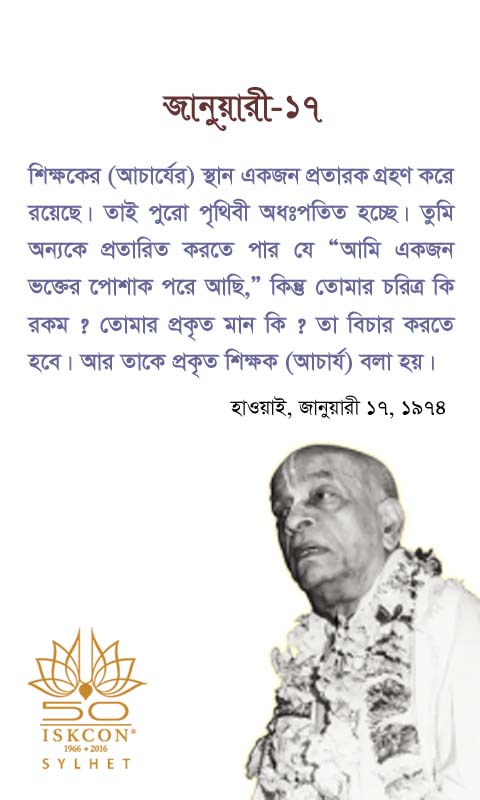 জানুয়ারী-১৭
শিক্ষকের (আচার্যের) স্থান একজন প্রতারক গ্রহণ করে
রয়েছে। তাই পুরো পৃথিবী অধঃপতিত হচ্ছে। তুমি
অন্যকে প্রতারিত করতে পার যে “আমি একজন
ভক্তের পোশাক পরে আছি,” কিন্তু তোমার চরিত্র কি
রকম ? তোমার প্রকৃত মান কি ? তা বিচার করতে
হবে। আর তাকে প্রকৃত শিক্ষক (আচার্য) বলা হয়।
হাওয়াই, জানুয়ারী ১৭, ১৯৭৪
50
ISKCON®
1966 • 2016
SYLHET